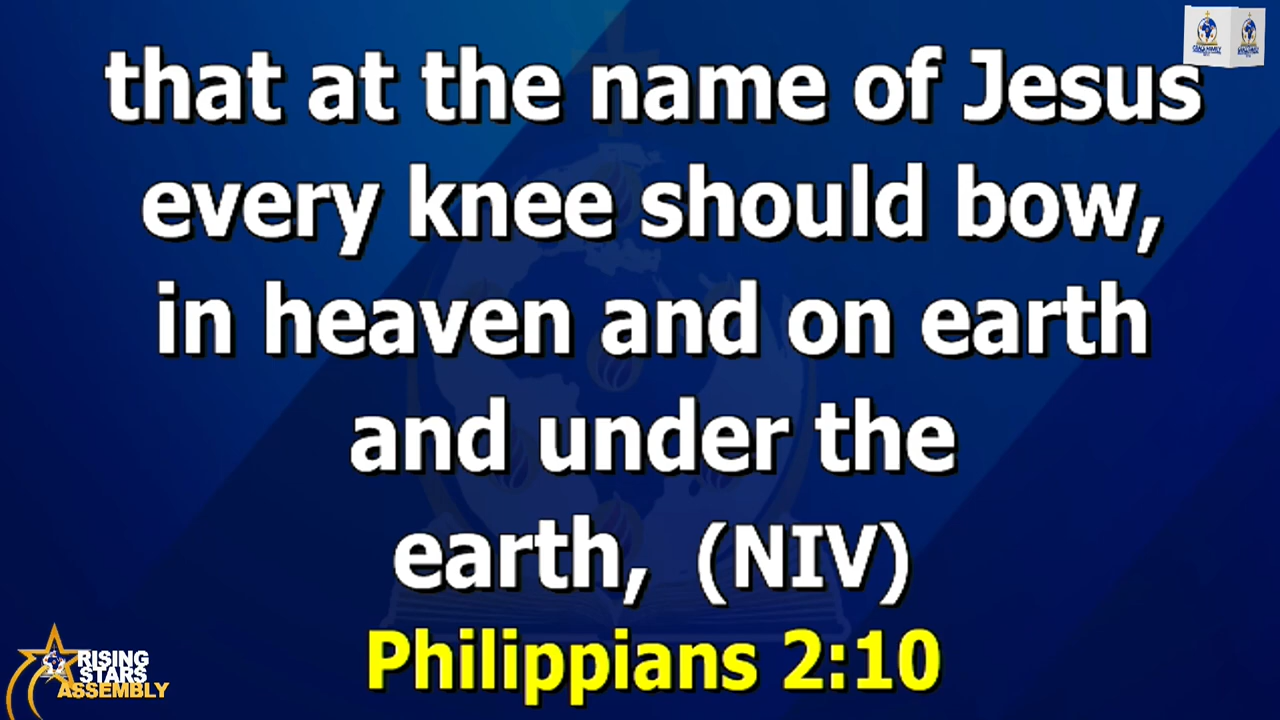 that at the name of Jesus
every knee should bow,
in heaven and on earth
and under the
earth, (NIV)
Philippians 2:10
RISING
STARS
ASSEMBLY